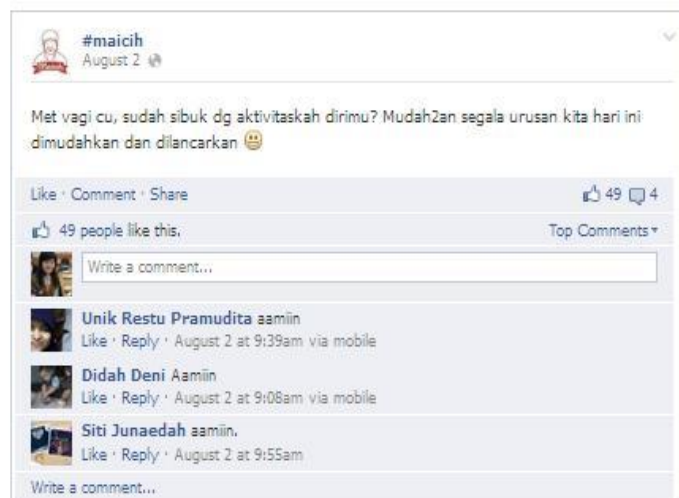 #maicih
August 2
Met vagi cu, sudah sibuk dg aktivitaskah dirimu? Mudah2an segala urusan kita hari ini
dimudahkan dan dilancarkan
Like · Comment · Share 49 4
49 people like this. Top Comments
Write a comment...
Unik Restu Pramudita aamiin
Like · Reply · August 2 at 9:39am via mobile
Didah Deni Aamiin
Like · Reply · August 2 at 9:08am via mobile
Siti Junaedah aamiin.
Like · Reply · August 2 at 9:55am
Write a comment...